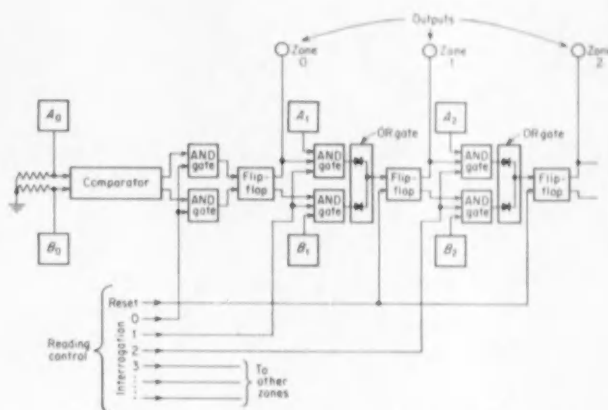 Outputs
Zone 0
Zone 1
Zone 2
A₀
A₁
A₂
OR gate
OR gate
AND gate
AND gate
AND gate
Comparator
Flip-flop
Flip-flop
Flip-flop
AND gate
AND gate
AND gate
B₀
B₁
B₂
Reading control
Reset
Interrogation
0
1
2
3
To other zones